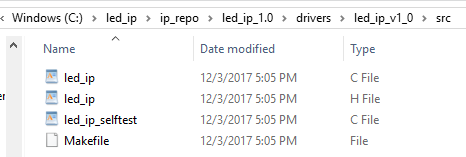 Windows (C:) > led_ip > ip_repo > led_ip_1.0 > drivers > led_ip_v1_0 > src
Name Date modified Type
led_ip 12/3/2017 5:05 PM C File
led_ip 12/3/2017 5:05 PM H File
led_ip_selftest 12/3/2017 5:05 PM C File
Makefile 12/3/2017 5:05 PM File